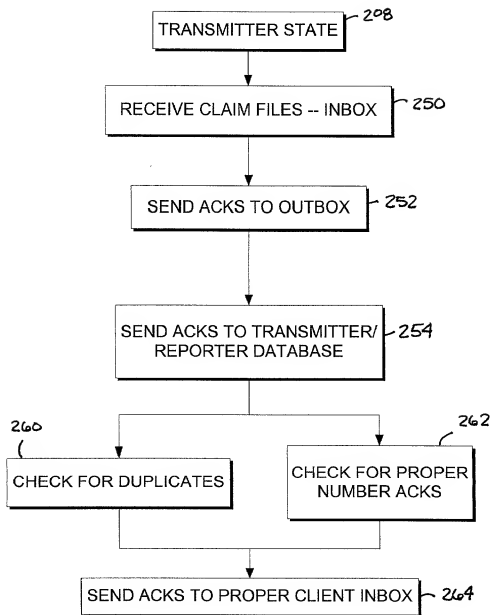 TRANSMITTER STATE
208
RECEIVE CLAIM FILES -- INBOX
250
SEND ACKS TO OUTBOX
252
SEND ACKS TO TRANSMITTER/
REPORTER DATABASE
254
260
CHECK FOR DUPLICATES
262
CHECK FOR PROPER
NUMBER ACKS
SEND ACKS TO PROPER CLIENT INBOX
264